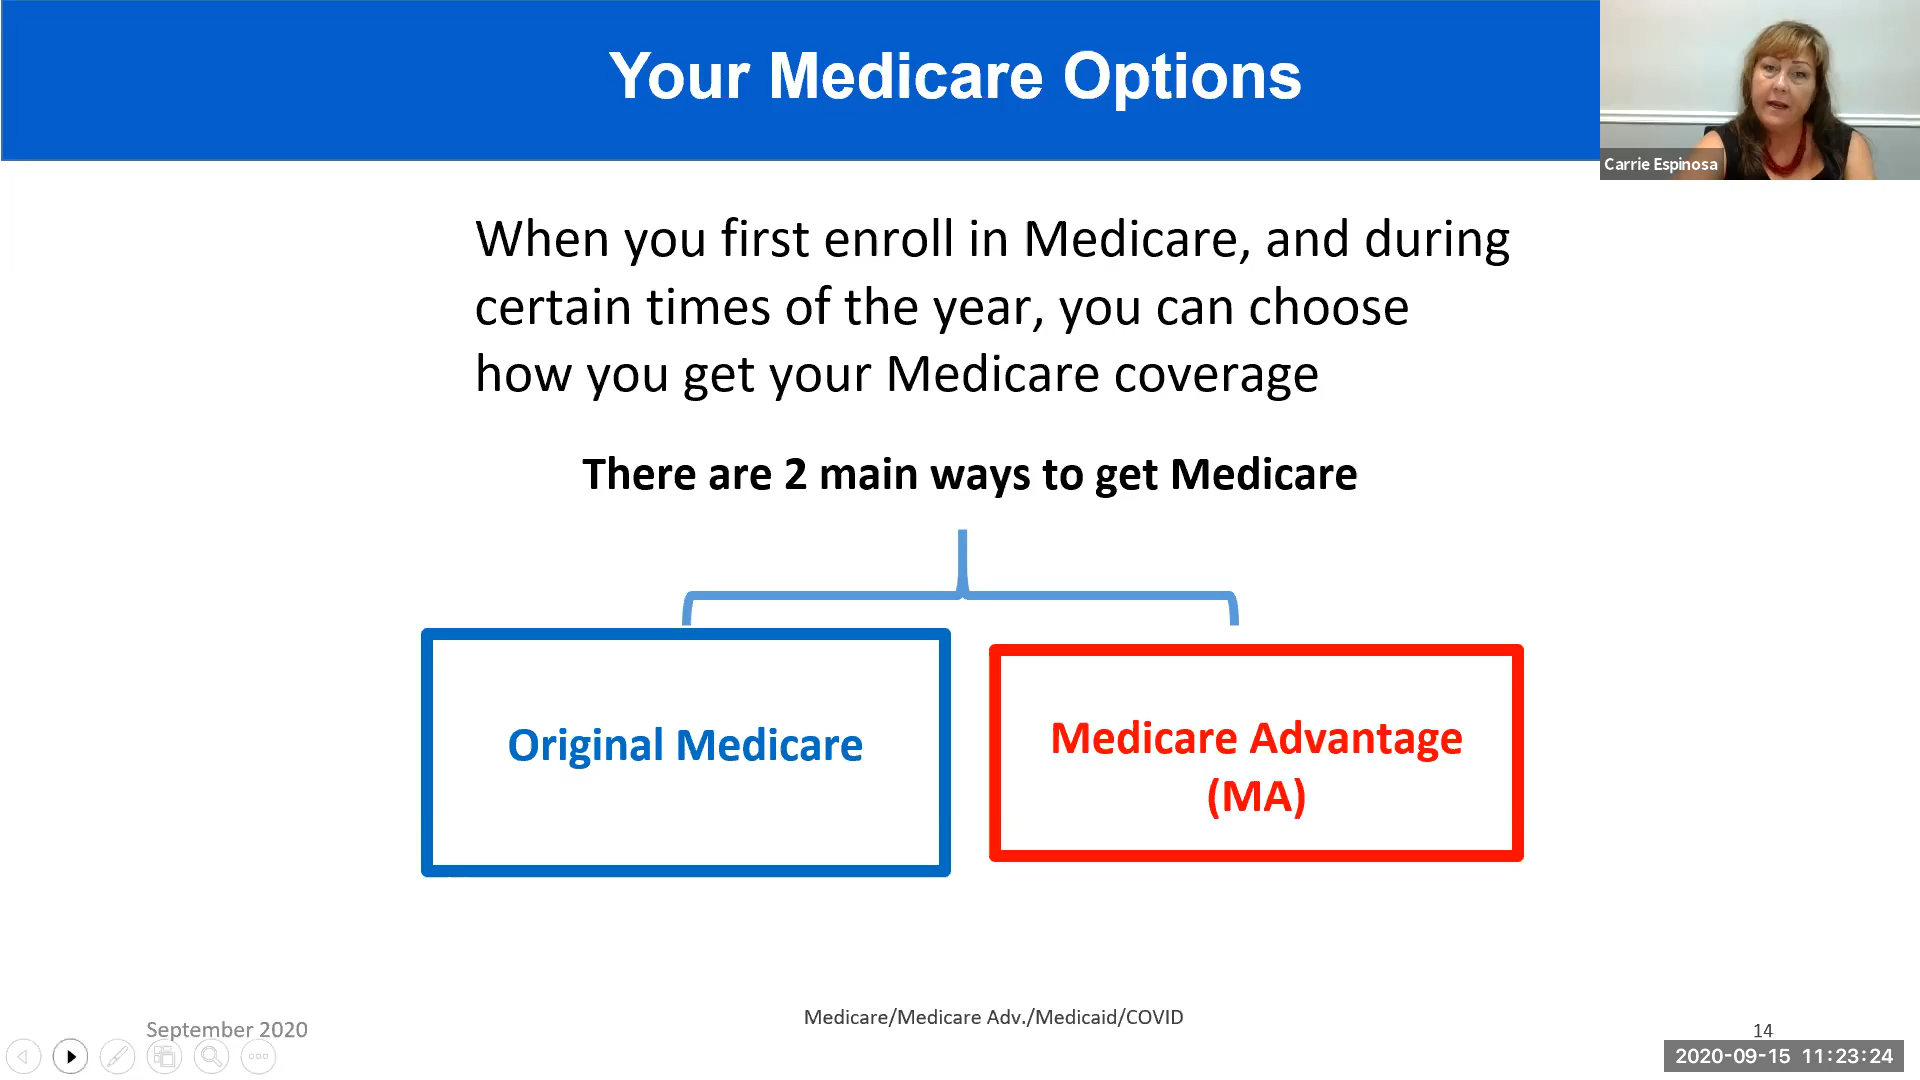 Your Medicare Options
Carrie Espinosa
When you first enroll in Medicare, and during
certain times of the year, you can choose
how you get your Medicare coverage
There are 2 main ways to get Medicare
Original Medicare
Medicare Advantage
(MA)
September 2020
Medicare/Medicare Adv./Medicaid/COVID
14
2020-09-15 11:23:24